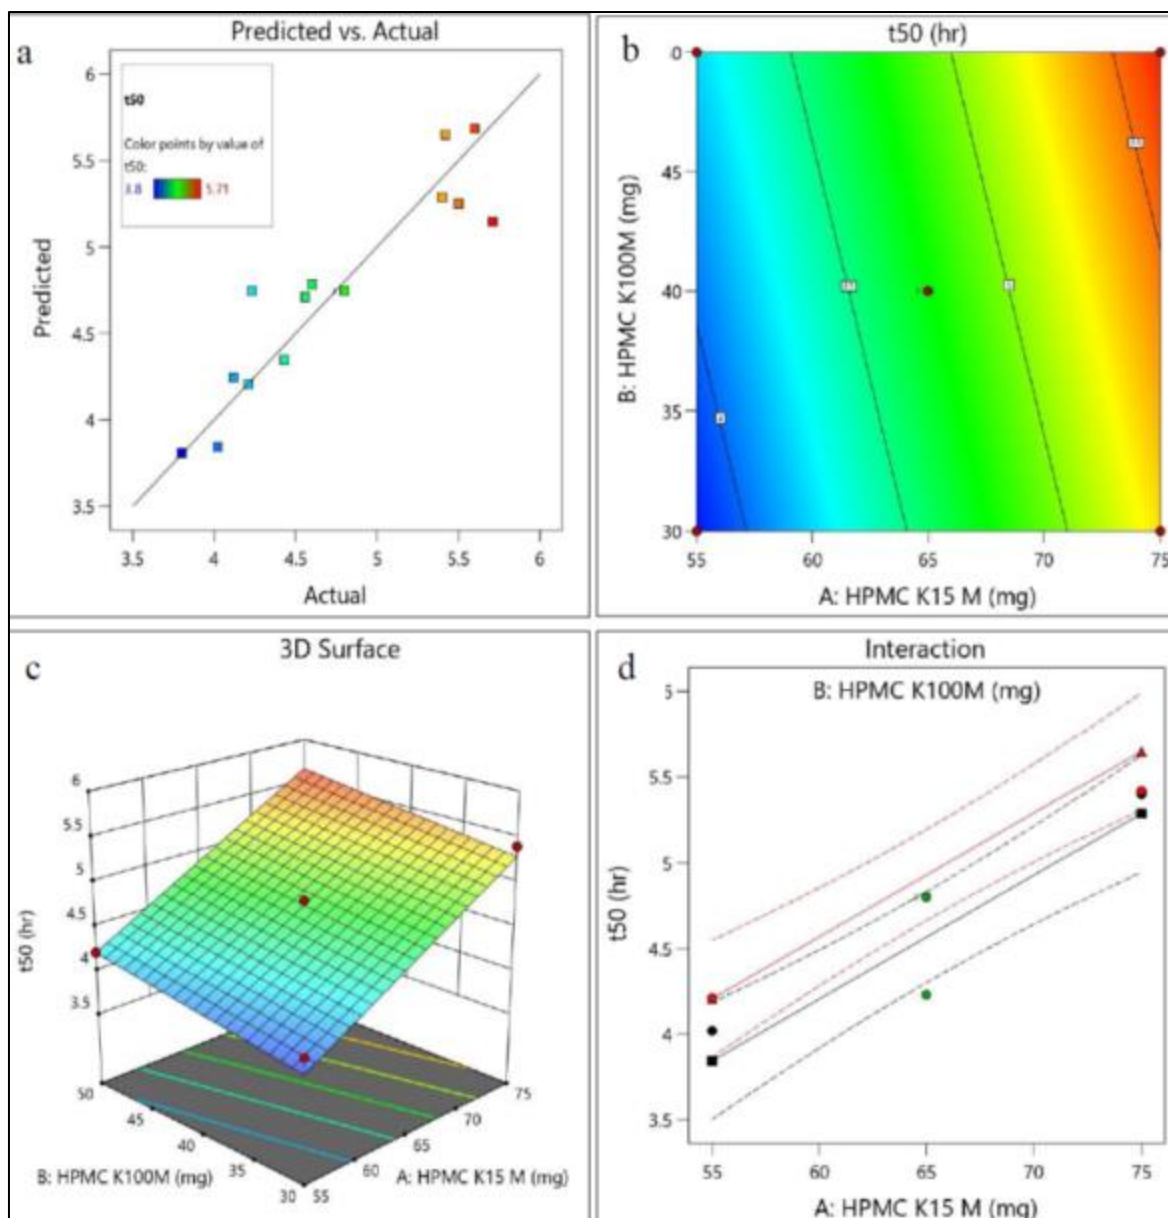 a
Predicted vs. Actual
t50
Color points by value of
t50:
3.8 5.71
6
5.5
5
4.5
4
3.5
Predicted
3.5 4 4.5 5 5.5 6
Actual
b
t50 (hr)
0
45
40
35
30
B: HPMC K100M (mg)
5
55 60 65 70 75
A: HPMC K15 M (mg)
c
3D Surface
6
5.5
5
4.5
4
3.5
t50 (hr)
50 45 40 35 30
B: HPMC K100M (mg)
55 60 65 70 75
A: HPMC K15 M (mg)
d
Interaction
B: HPMC K100M (mg)
5.5
5
4.5
4
3.5
t50 (hr)
55 60 65 70 75
A: HPMC K15 M (mg)